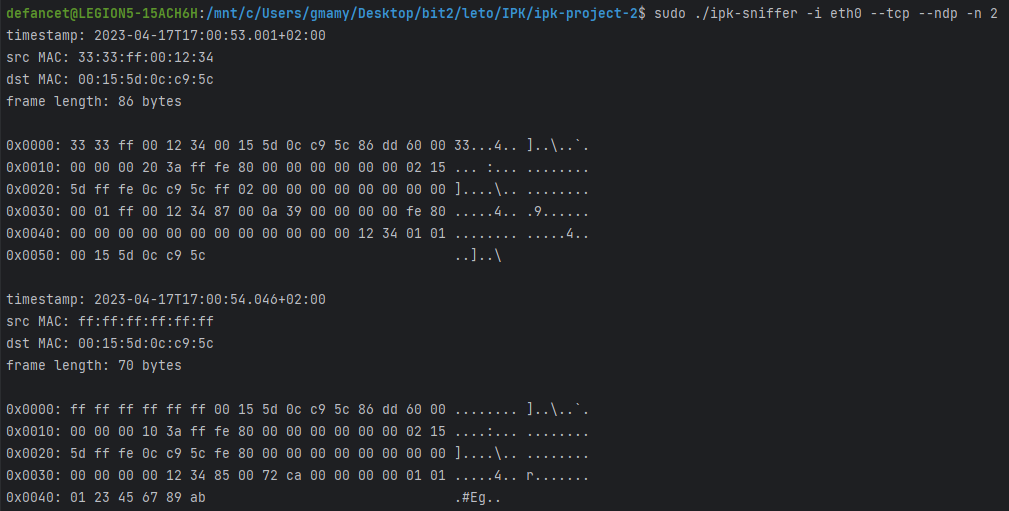 defancet@LEGION5-15ACH6H:/mnt/c/Users/gmamy/Desktop/bit2/leto/IPK/ipk-project-2$ sudo ./ipk-sniffer -i eth0 --tcp --ndp -n 2
timestamp: 2023-04-17T17:00:53.001+02:00
src MAC: 33:33:ff:00:12:34
dst MAC: 00:15:5d:0c:c9:5c
frame length: 86 bytes

0x0000: 33 33 ff 00 12 34 00 15 5d 0c c9 5c 86 dd 60 00 33...4.. ]..\..`.
0x0010: 00 00 00 20 3a ff fe 80 00 00 00 00 00 00 02 15 ... :... ........
0x0020: 5d ff fe 0c c9 5c ff 02 00 00 00 00 00 00 00 00 ]....\.. ........
0x0030: 00 01 ff 00 12 34 87 00 0a 39 00 00 00 00 fe 80 .....4.. .9......
0x0040: 00 00 00 00 00 00 00 00 00 00 00 00 12 34 01 01 ........ .....4..
0x0050: 00 15 5d 0c c9 5c                               ..]..\

timestamp: 2023-04-17T17:00:54.046+02:00
src MAC: ff:ff:ff:ff:ff:ff
dst MAC: 00:15:5d:0c:c9:5c
frame length: 70 bytes

0x0000: ff ff ff ff ff ff 00 15 5d 0c c9 5c 86 dd 60 00 ........ ]..\..`.
0x0010: 00 00 00 10 3a ff fe 80 00 00 00 00 00 00 02 15 ....:... ........
0x0020: 5d ff fe 0c c9 5c fe 80 00 00 00 00 00 00 00 00 ]....\.. ........
0x0030: 00 00 00 00 12 34 85 00 72 ca 00 00 00 00 01 01 .....4.. r.......
0x0040: 01 23 45 67 89 ab                               .#Eg..